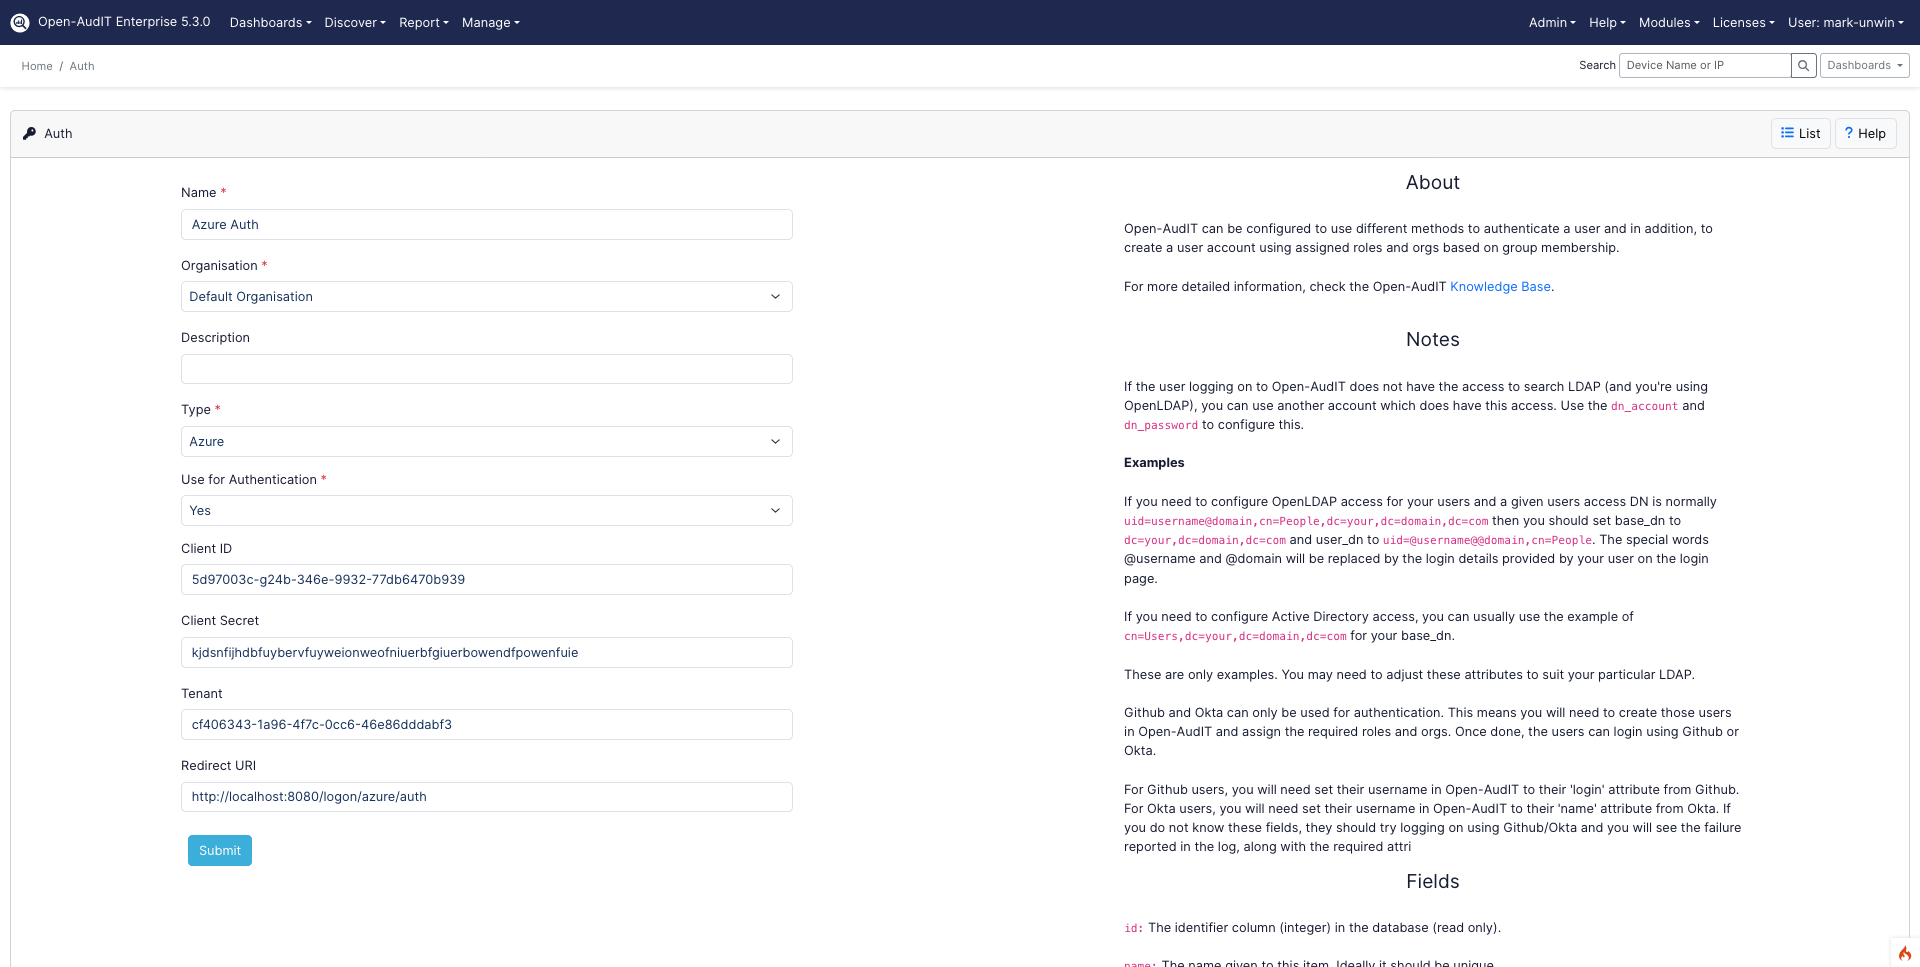 Open-AudIT Enterprise 5.3.0 Dashboards Discover Report Manage Admin Help Modules Licenses User: mark-unwin
Home / Auth Search Device Name or IP Dashboards
Auth List ? Help
Name *
Azure Auth
Organisation *
Default Organisation
Description
Type *
Azure
Use for Authentication *
Yes
Client ID
5d97003c-g24b-346e-9932-77db6470b939
Client Secret
kjdsnfijhdbfuybervfuyweionweofniuerbfgiuerbowendfpowenfuie
Tenant
cf406343-1a96-4f7c-0cc6-46e86dddabf3
Redirect URI
http://localhost:8080/logon/azure/auth
Submit
About
Open-AudIT can be configured to use different methods to authenticate a user and in addition, to
create a user account using assigned roles and orgs based on group membership.
For more detailed information, check the Open-AudIT Knowledge Base.
Notes
If the user logging on to Open-AudIT does not have the access to search LDAP (and you're using
OpenLDAP), you can use another account which does have this access. Use the dn_account and
dn_password to configure this.
Examples
If you need to configure OpenLDAP access for your users and a given users access DN is normally
uid=username@domain,cn=People,dc=your,dc=domain,dc=com then you should set base_dn to
dc=your,dc=domain,dc=com and user_dn to uid=@username@@domain,cn=People. The special words
@username and @domain will be replaced by the login details provided by your user on the login
page.
If you need to configure Active Directory access, you can usually use the example of
cn=Users,dc=your,dc=domain,dc=com for your base_dn.
These are only examples. You may need to adjust these attributes to suit your particular LDAP.
Github and Okta can only be used for authentication. This means you will need to create those users
in Open-AudIT and assign the required roles and orgs. Once done, the users can login using Github or
Okta.
For Github users, you will need set their username in Open-AudIT to their 'login' attribute from Github.
For Okta users, you will need set their username in Open-AudIT to their 'name' attribute from Okta. If
you do not know these fields, they should try logging on using Github/Okta and you will see the failure
reported in the log, along with the required attri
Fields
id: The identifier column (integer) in the database (read only).
name: The name given to this item. Ideally it should be unique.